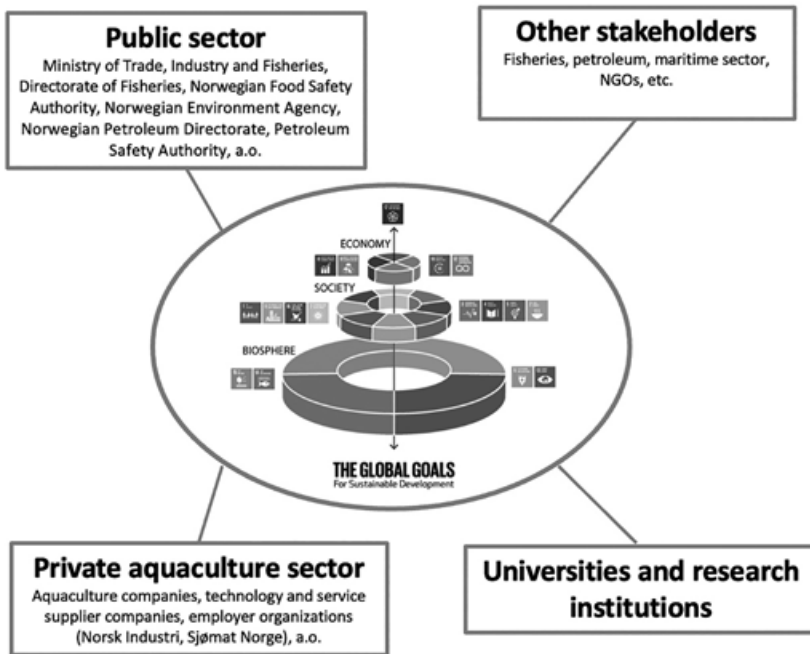 Public sector
Ministry of Trade, Industry and Fisheries,
Directorate of Fisheries, Norwegian Food Safety
Authority, Norwegian Environment Agency,
Norwegian Petroleum Directorate, Petroleum
Safety Authority, a.o.
Other stakeholders
Fisheries, petroleum, maritime sector,
NGOs, etc.
ECONOMY
SOCIETY
BIOSPHERE
THE GLOBAL GOALS
For Sustainable Development
Private aquaculture sector
Aquaculture companies, technology and service
supplier companies, employer organizations
(Norsk Industri, Sjømat Norge), a.o.
Universities and research
institutions